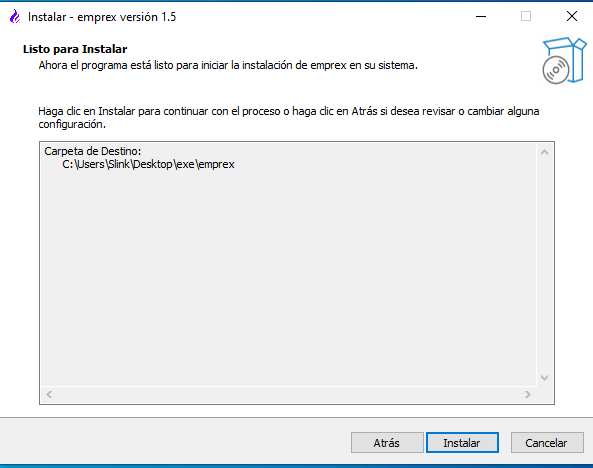 Instalar - emprex versión 1.5
Listo para Instalar
Ahora el programa está listo para iniciar la instalación de emprex en su sistema.
Haga clic en Instalar para continuar con el proceso o haga clic en Atrás si desea revisar o cambiar alguna
configuración.
Carpeta de Destino:
C:\Users\Slink\Desktop\exe\emprex
Atrás
Instalar
Cancelar